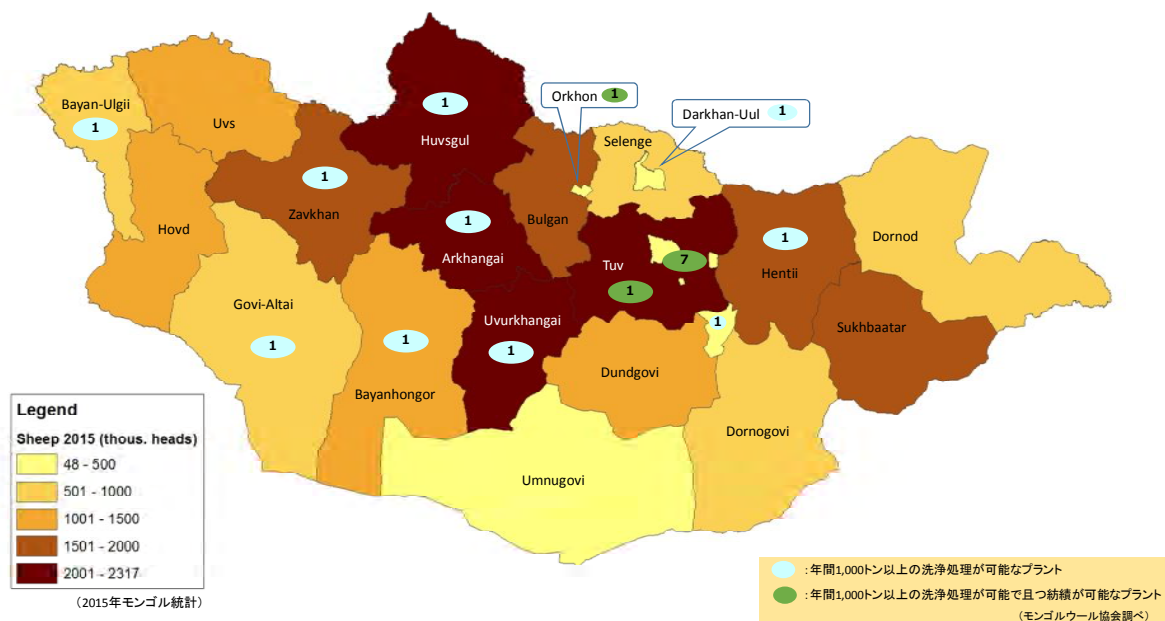 Orkhon 1
Darkhan-Uul 1
Bayan-Ulgii
1
Uvs
1
Huvsgul
Selenge
1
Zavkhan
Hovd
1
Arkhangai
Bulgan
Tuv
7
1
1
Hentii
Dornod
Govi-Altai
1
1
Bayanhongor
Uvurkhangai
1
1
Dundgovi
Sukhbaatar
Dornogovi
Umnugovi
Legend
Sheep 2015 (thous. heads)
48 - 500
501 - 1000
1001 - 1500
1501 - 2000
2001 - 2317
(2015年モンゴル統計)
:年間1,000トン以上の洗浄処理が可能なプラント
:年間1,000トン以上の洗浄処理が可能で且つ紡績が可能なプラント
(モンゴルウール協会調べ)